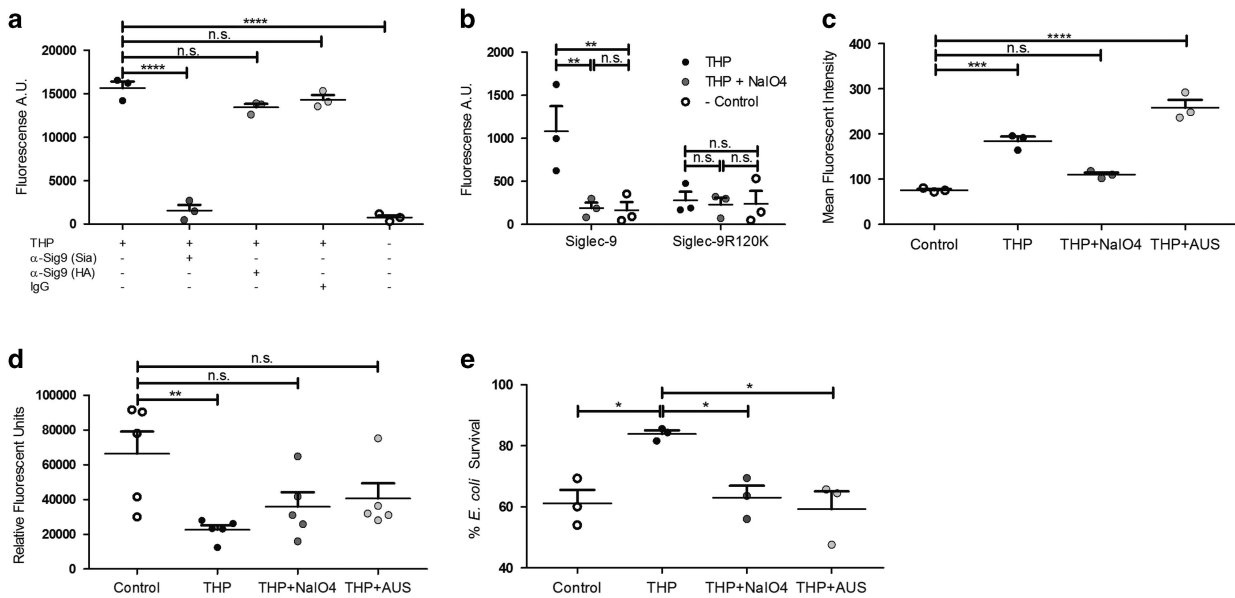 a
****
n.s.
n.s.
****
20000
15000
10000
5000
0
Fluorescense A.U.
THP + + + + -
α-Sig9 (Sia) - + - - -
α-Sig9 (HA) - - + - -
IgG - - - + -
b
**
** n.s.
THP
THP + NaIO4
- Control
n.s.
n.s. n.s.
2000
1500
1000
500
0
Fluorescense A.U.
Siglec-9 Siglec-9R120K
c
****
n.s.
***
400
300
200
100
0
Mean Fluorescent Intensity
Control THP THP+NaIO4 THP+AUS
d
n.s.
n.s.
**
100000
80000
60000
40000
20000
0
Relative Fluorescent Units
Control THP THP+NaIO4 THP+AUS
e
*
* *
100
80
60
40
% E. coli Survival
Control THP THP+NaIO4 THP+AUS